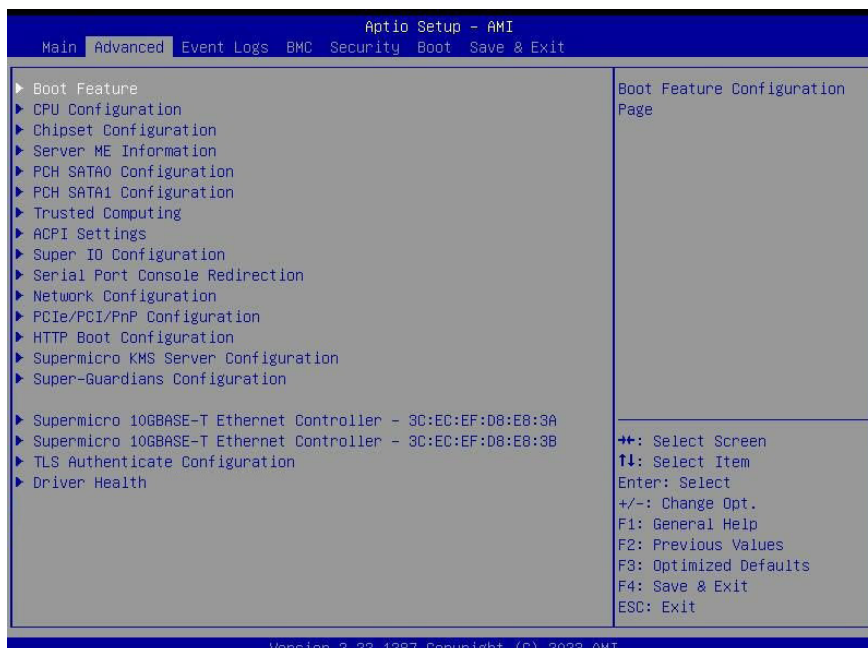 Aptio Setup - AMI
Main Advanced Event Logs BMC Security Boot Save & Exit
▶ Boot Feature
▶ CPU Configuration
▶ Chipset Configuration
▶ Server ME Information
▶ PCH SATA0 Configuration
▶ PCH SATA1 Configuration
▶ Trusted Computing
▶ ACPI Settings
▶ Super IO Configuration
▶ Serial Port Console Redirection
▶ Network Configuration
▶ PCIe/PCI/PnP Configuration
▶ HTTP Boot Configuration
▶ Supermicro KMS Server Configuration
▶ Super-Guardians Configuration
▶ Supermicro 10GBASE-T Ethernet Controller - 3C:EC:EF:D8:E8:3A
▶ Supermicro 10GBASE-T Ethernet Controller - 3C:EC:EF:D8:E8:3B
▶ TLS Authenticate Configuration
▶ Driver Health
Boot Feature Configuration
Page
→←: Select Screen
↑↓: Select Item
Enter: Select
+/-: Change Opt.
F1: General Help
F2: Previous Values
F3: Optimized Defaults
F4: Save & Exit
ESC: Exit
Version Copyright (C) AMI